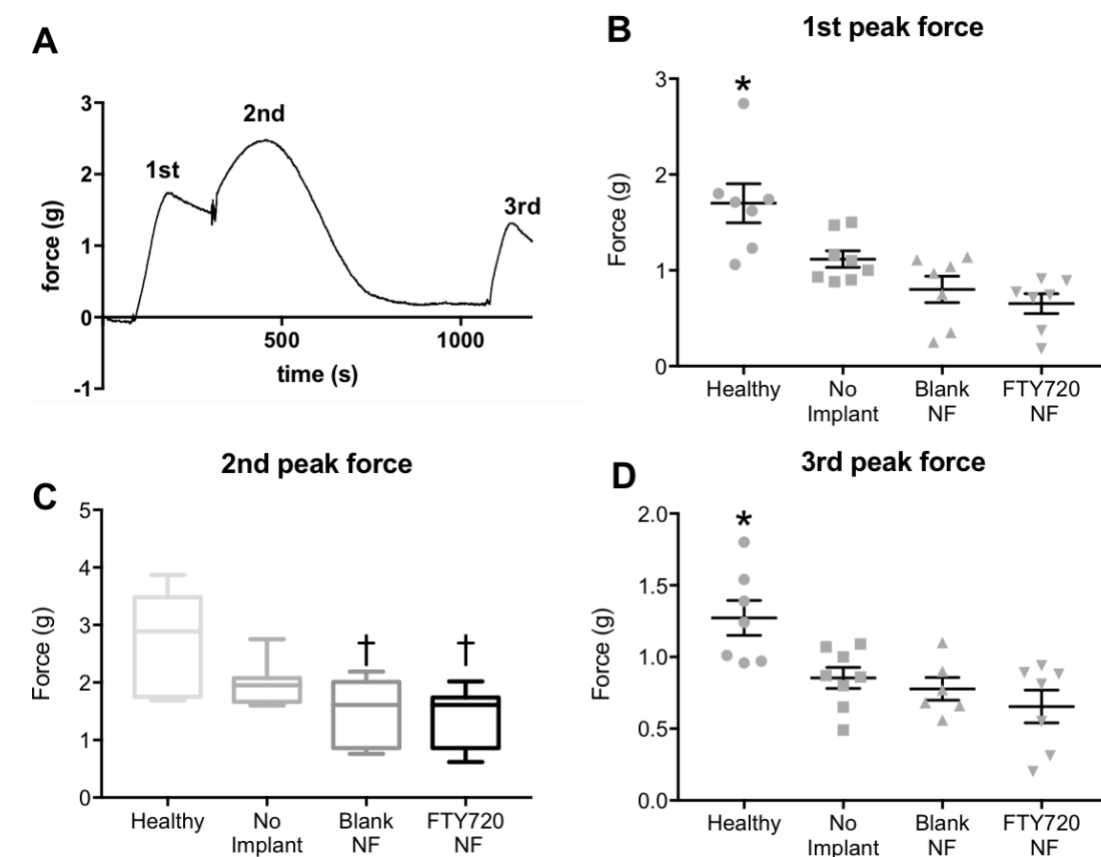 A
3
2
1
0
-1
force (g)
1st
2nd
3rd
500
1000
time (s)
B
1st peak force
3
2
1
0
Force (g)
*
Healthy
No
Implant
Blank
NF
FTY720
NF
C
2nd peak force
5
4
3
2
1
0
Force (g)
†
†
Healthy
No
Implant
Blank
NF
FTY720
NF
D
3rd peak force
2.0
1.5
1.0
0.5
0.0
Force (g)
*
Healthy
No
Implant
Blank
NF
FTY720
NF